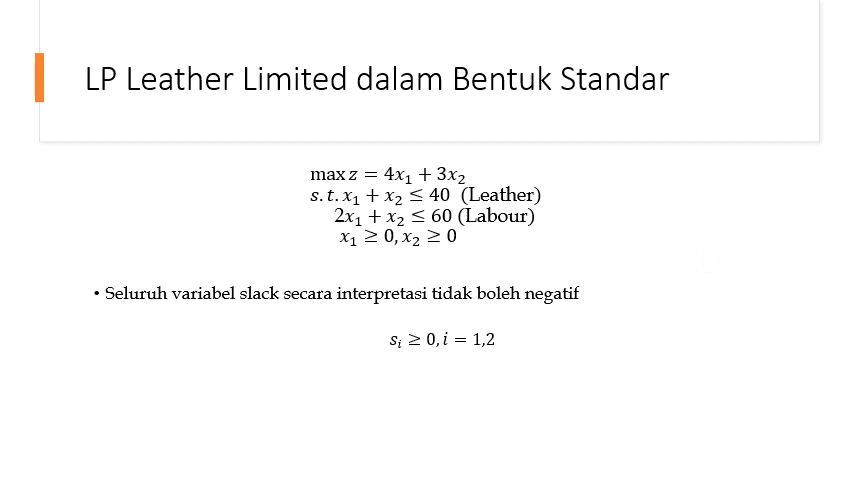 LP Leather Limited dalam Bentuk Standar
max z = 4x₁ + 3x₂
s.t. x₁ + x₂ ≤ 40 (Leather)
2x₁ + x₂ ≤ 60 (Labour)
x₁ ≥ 0, x₂ ≥ 0
• Seluruh variabel slack secara interpretasi tidak boleh negatif
sᵢ ≥ 0, i = 1,2